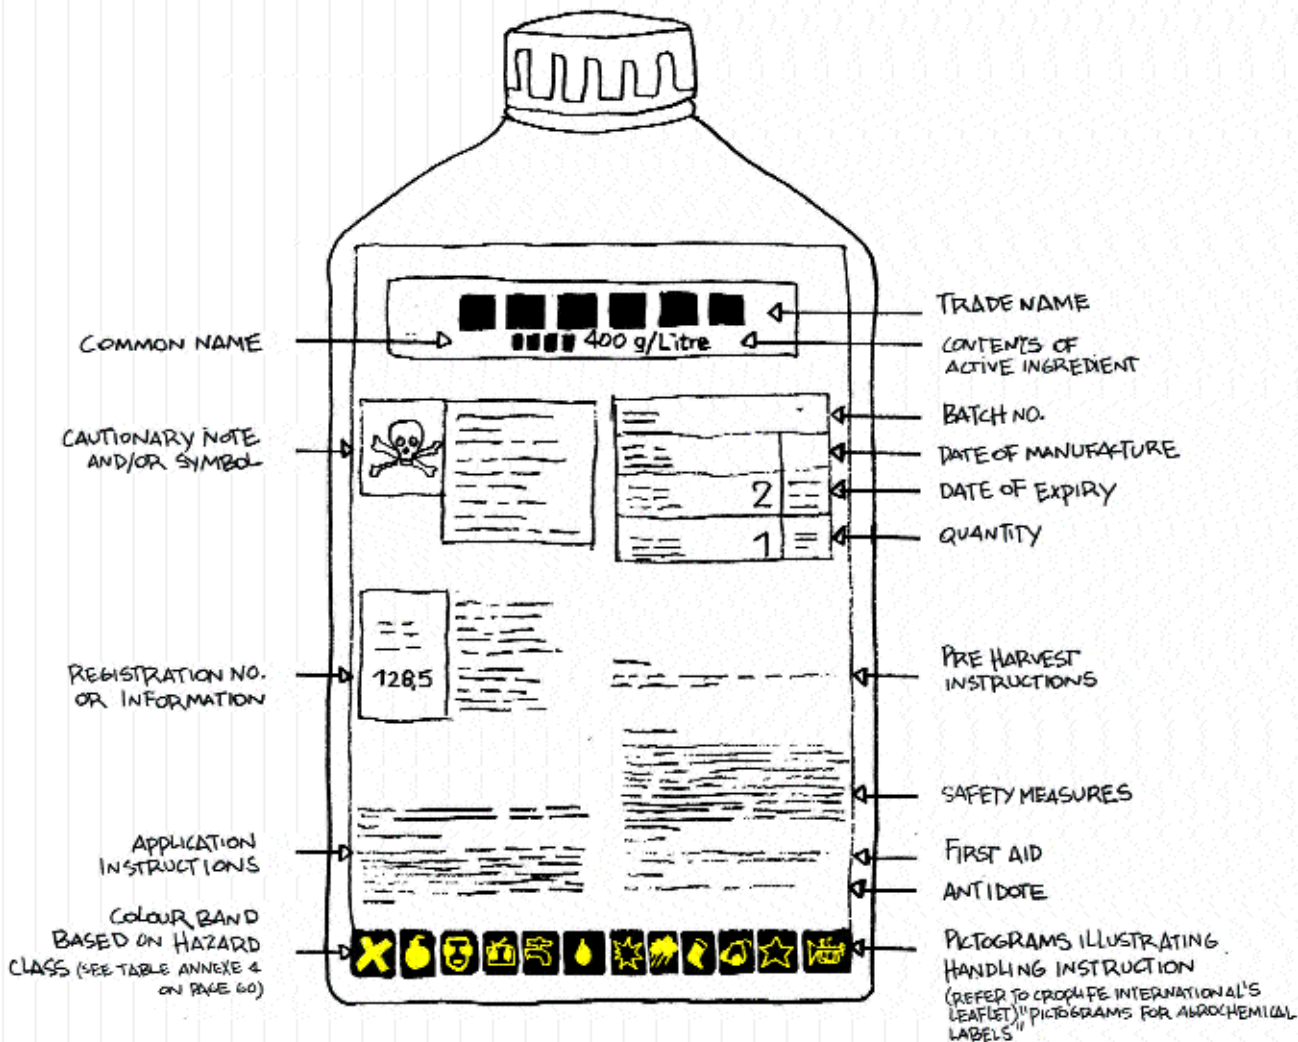 TRADE NAME
400 g/Litre
COMMON NAME
CONTENTS OF
ACTIVE INGREDIENT
BATCH NO.
CAUTIONARY NOTE
AND/OR SYMBOL
DATE OF MANUFACTURE
DATE OF EXPIRY
2
QUANTITY
1
REGISTRATION NO.
OR INFORMATION
128,5
PRE HARVEST
INSTRUCTIONS
SAFETY MEASURES
APPLICATION
INSTRUCTIONS
FIRST AID
ANTIDOTE
COLOUR BAND
BASED ON HAZARD
CLASS (SEE TABLE ANNEXE 4
ON PAGE 60)
PICTOGRAMS ILLUSTRATING
HANDLING INSTRUCTION
(REFER TO CROPLIFE INTERNATIONAL'S
LEAFLET) "PICTOGRAMS FOR AGROCHEMICAL
LABELS"